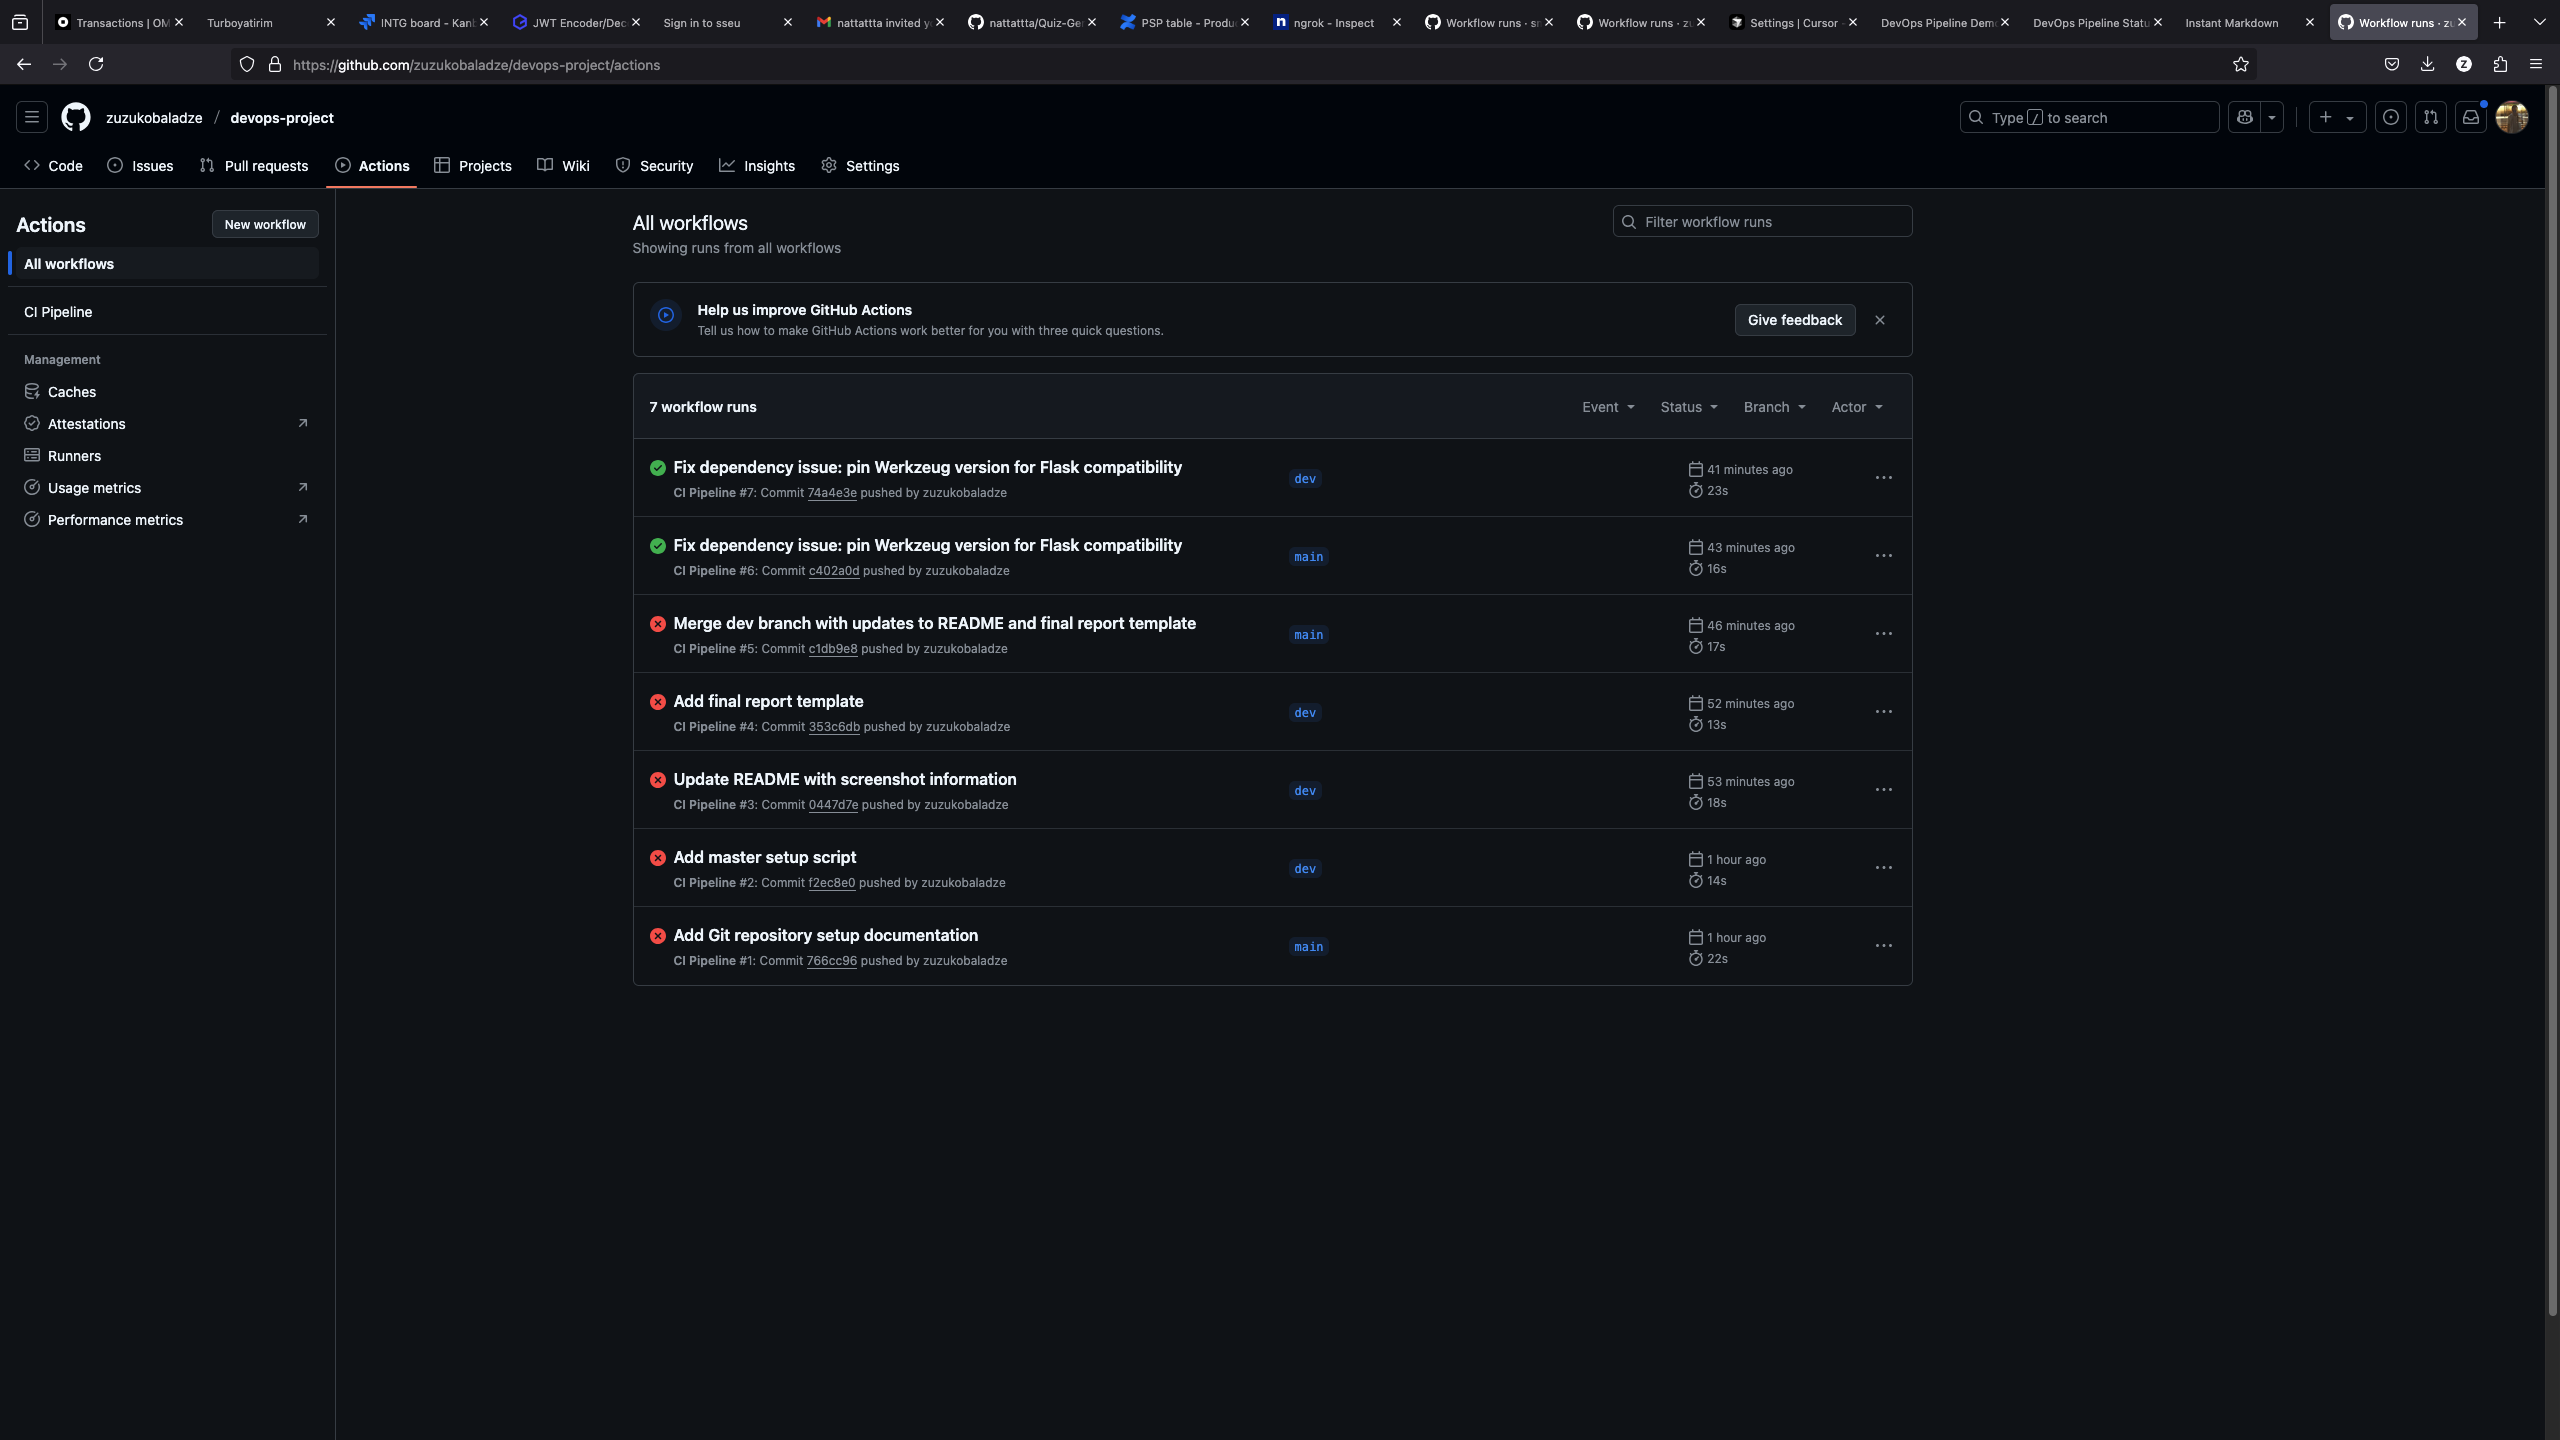 Transactions | OM
Turboyatirim
INTG board - Kanb
JWT Encoder/Dec
Sign in to sseu
nattattta invited y
nattattta/Quiz-Ge
PSP table - Produ
ngrok - Inspect
Workflow runs · sr
Workflow runs · zu
Settings | Cursor
DevOps Pipeline Dem
DevOps Pipeline Statu
Instant Markdown
Workflow runs · zu
https://github.com/zuzukobaladze/devops-project/actions
Z
zuzukobaladze / devops-project
Type / to search
Code
Issues
Pull requests
Actions
Projects
Wiki
Security
Insights
Settings
Actions
New workflow
All workflows
CI Pipeline
Management
Caches
Attestations
Runners
Usage metrics
Performance metrics
All workflows
Showing runs from all workflows
Filter workflow runs
Help us improve GitHub Actions
Tell us how to make GitHub Actions work better for you with three quick questions.
Give feedback
7 workflow runs
Event
Status
Branch
Actor
Fix dependency issue: pin Werkzeug version for Flask compatibility
CI Pipeline #7: Commit 74a4e3e pushed by zuzukobaladze
dev
41 minutes ago
23s
Fix dependency issue: pin Werkzeug version for Flask compatibility
CI Pipeline #6: Commit c402a0d pushed by zuzukobaladze
main
43 minutes ago
16s
Merge dev branch with updates to README and final report template
CI Pipeline #5: Commit c1db9e8 pushed by zuzukobaladze
main
46 minutes ago
17s
Add final report template
CI Pipeline #4: Commit 353c6db pushed by zuzukobaladze
dev
52 minutes ago
13s
Update README with screenshot information
CI Pipeline #3: Commit 0447d7e pushed by zuzukobaladze
dev
53 minutes ago
18s
Add master setup script
CI Pipeline #2: Commit f2ec8e0 pushed by zuzukobaladze
dev
1 hour ago
14s
Add Git repository setup documentation
CI Pipeline #1: Commit 766cc96 pushed by zuzukobaladze
main
1 hour ago
22s